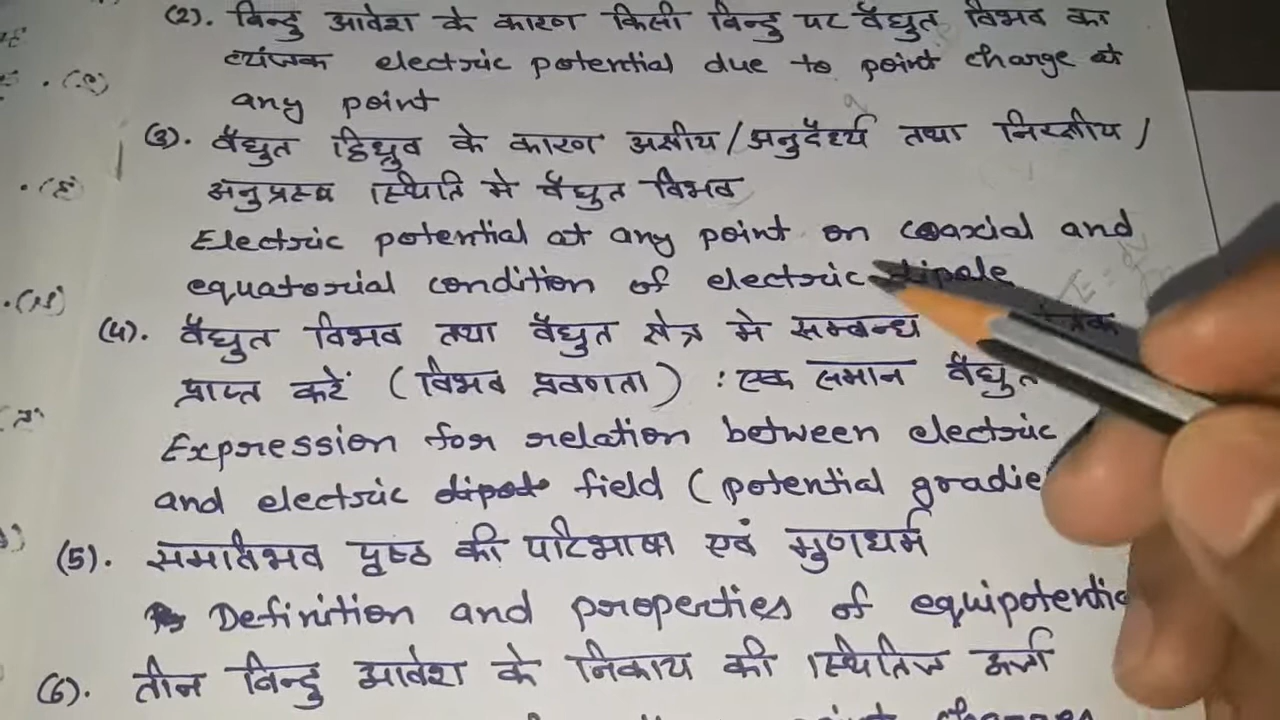 (2). बिन्दु आवेश के कारण किसी बिन्दु पर वैद्युत विभव का
व्यंजक electric potential due to point charge at
any point
(3). वैद्युत द्विध्रुव के कारण अक्षीय/अनुदैर्ध्य तथा निरक्षीय/
अनुप्रस्थ स्थिति मे वैद्युत विभव
Electric potential at any point on coaxial and
equatorial condition of electric dipole
(4). वैद्युत विभव तथा वैद्युत क्षेत्र मे सम्बन्ध
प्राप्त करें (विभव प्रवणता) : एक समान वैद्युत
Expression for relation between electric
and electric field (potential gradie
(5). समविभव पृष्ठ की परिभाषा एवं गुणधर्म
Definition and properties of equipotentia
(6). तीन बिन्दु आवेश के निकाय की स्थितिज ऊर्जा